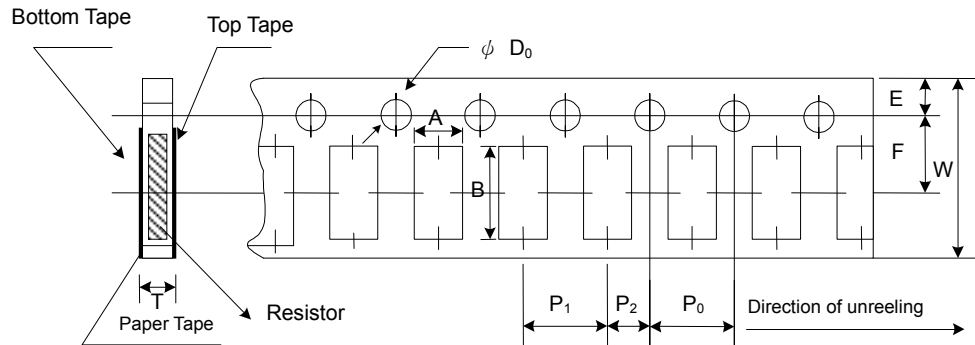 Bottom Tape
Top Tape
φ D₀
E
A
F
W
B
T
P₁
P₂
P₀
Direction of unreeling
Resistor
Paper Tape